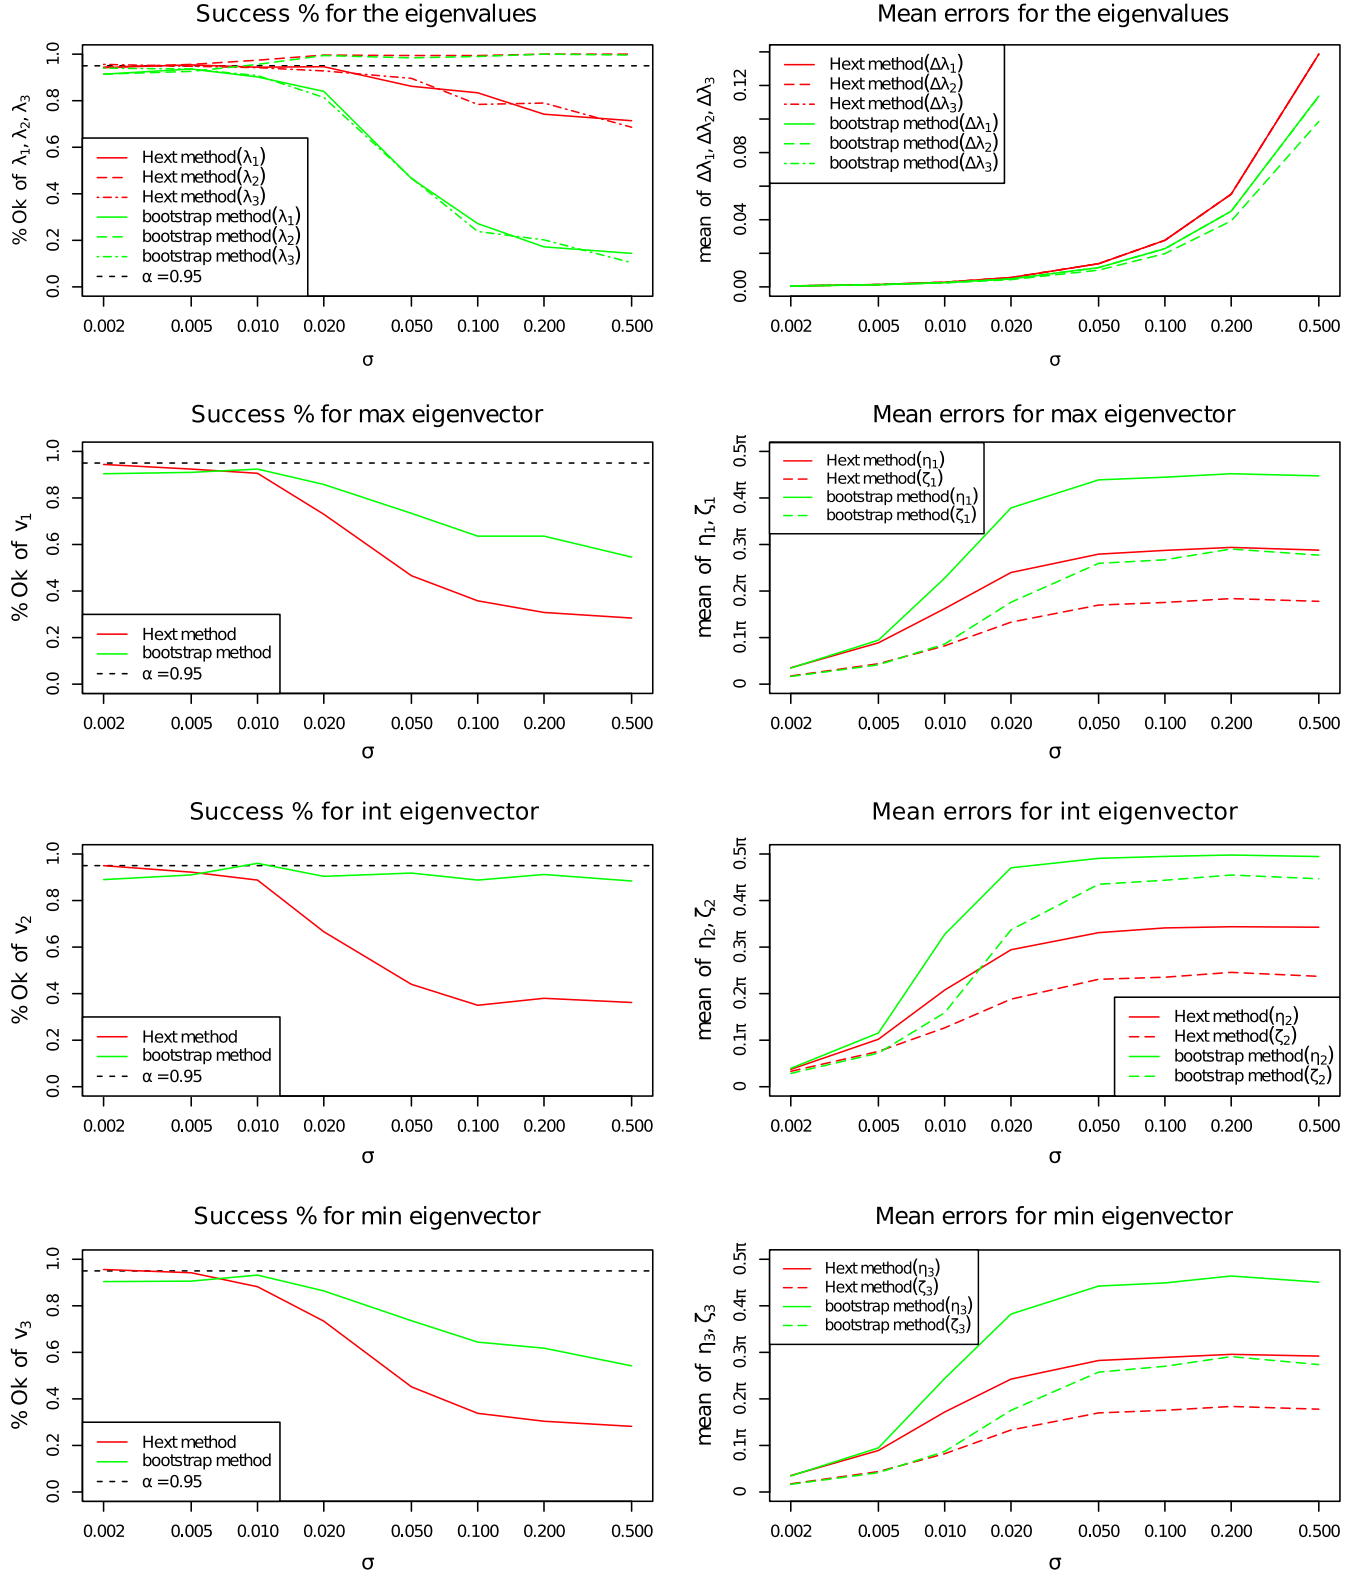 Success % for the eigenvalues
% Ok of λ1, λ2, λ3
1.0
0.8
0.6
0.4
0.2
0.0
Hext method(λ1)
Hext method(λ2)
Hext method(λ3)
bootstrap method(λ1)
bootstrap method(λ2)
bootstrap method(λ3)
α =0.95
0.002 0.005 0.010 0.020 0.050 0.100 0.200 0.500
σ
Mean errors for the eigenvalues
mean of Δλ1, Δλ2, Δλ3
0.12
0.08
0.04
0.00
Hext method(Δλ1)
Hext method(Δλ2)
Hext method(Δλ3)
bootstrap method(Δλ1)
bootstrap method(Δλ2)
bootstrap method(Δλ3)
0.002 0.005 0.010 0.020 0.050 0.100 0.200 0.500
σ
Success % for max eigenvector
% Ok of v1
1.0
0.8
0.6
0.4
0.2
0.0
Hext method
bootstrap method
α =0.95
0.002 0.005 0.010 0.020 0.050 0.100 0.200 0.500
σ
Mean errors for max eigenvector
mean of η1, ζ1
0.5π
0.4π
0.3π
0.2π
0.1π
0
Hext method(η1)
Hext method(ζ1)
bootstrap method(η1)
bootstrap method(ζ1)
0.002 0.005 0.010 0.020 0.050 0.100 0.200 0.500
σ
Success % for int eigenvector
% Ok of v2
1.0
0.8
0.6
0.4
0.2
0.0
Hext method
bootstrap method
α =0.95
0.002 0.005 0.010 0.020 0.050 0.100 0.200 0.500
σ
Mean errors for int eigenvector
mean of η2, ζ2
0.5π
0.4π
0.3π
0.2π
0.1π
0
Hext method(η2)
Hext method(ζ2)
bootstrap method(η2)
bootstrap method(ζ2)
0.002 0.005 0.010 0.020 0.050 0.100 0.200 0.500
σ
Success % for min eigenvector
% Ok of v3
1.0
0.8
0.6
0.4
0.2
0.0
Hext method
bootstrap method
α =0.95
0.002 0.005 0.010 0.020 0.050 0.100 0.200 0.500
σ
Mean errors for min eigenvector
mean of η3, ζ3
0.5π
0.4π
0.3π
0.2π
0.1π
0
Hext method(η3)
Hext method(ζ3)
bootstrap method(η3)
bootstrap method(ζ3)
0.002 0.005 0.010 0.020 0.050 0.100 0.200 0.500
σ